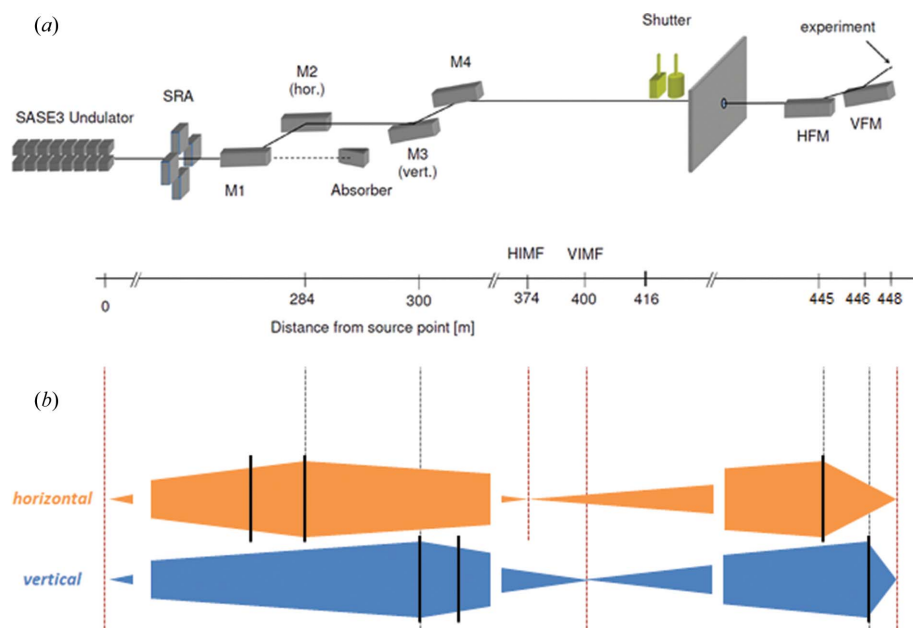 (a)
Shutter
experiment
M4
M2
(hor.)
SRA
SASE3 Undulator
HFM
VFM
M3
(vert.)
M1
Absorber
HIMF
VIMF
0
284
300
374
400
416
445
446
448
Distance from source point [m]
(b)
horizontal
vertical